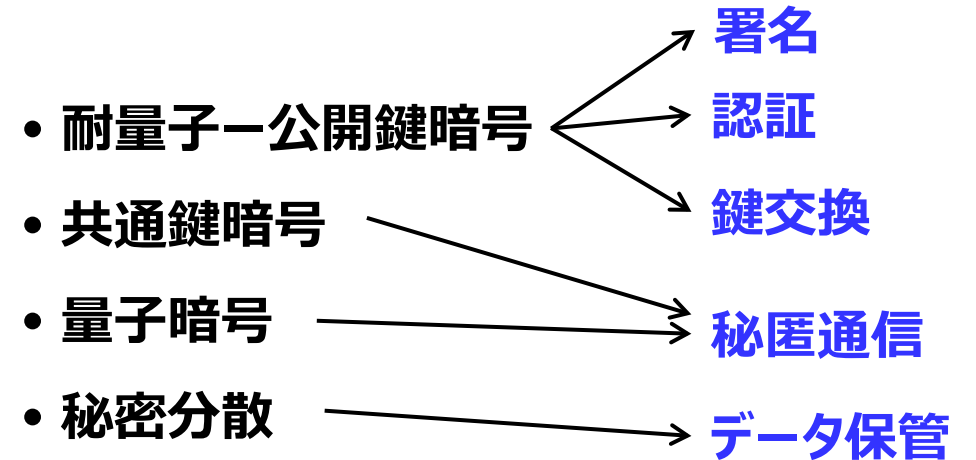 • 耐量子－公開鍵暗号
• 共通鍵暗号
• 量子暗号
• 秘密分散
署名
認証
鍵交換
秘匿通信
データ保管